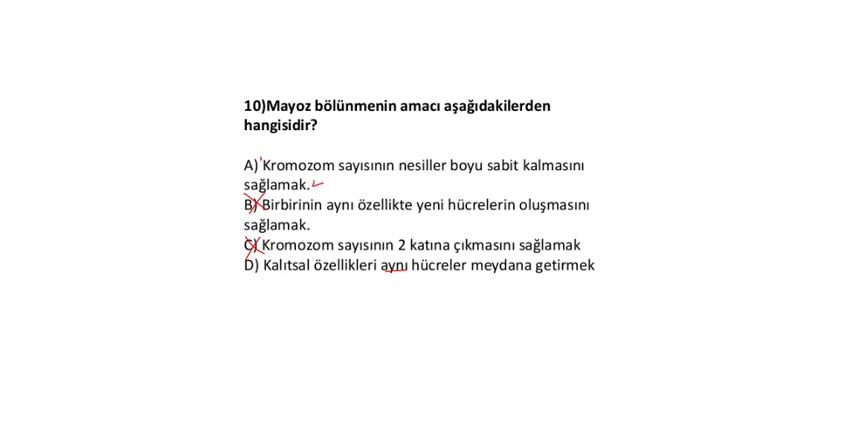 10)Mayoz bölünmenin amacı aşağıdakilerden
hangisidir?
A) Kromozom sayısının nesiller boyu sabit kalmasını
sağlamak.
B) Birbirinin aynı özellikte yeni hücrelerin oluşmasını
sağlamak.
C) Kromozom sayısının 2 katına çıkmasını sağlamak
D) Kalıtsal özellikleri aynı hücreler meydana getirmek